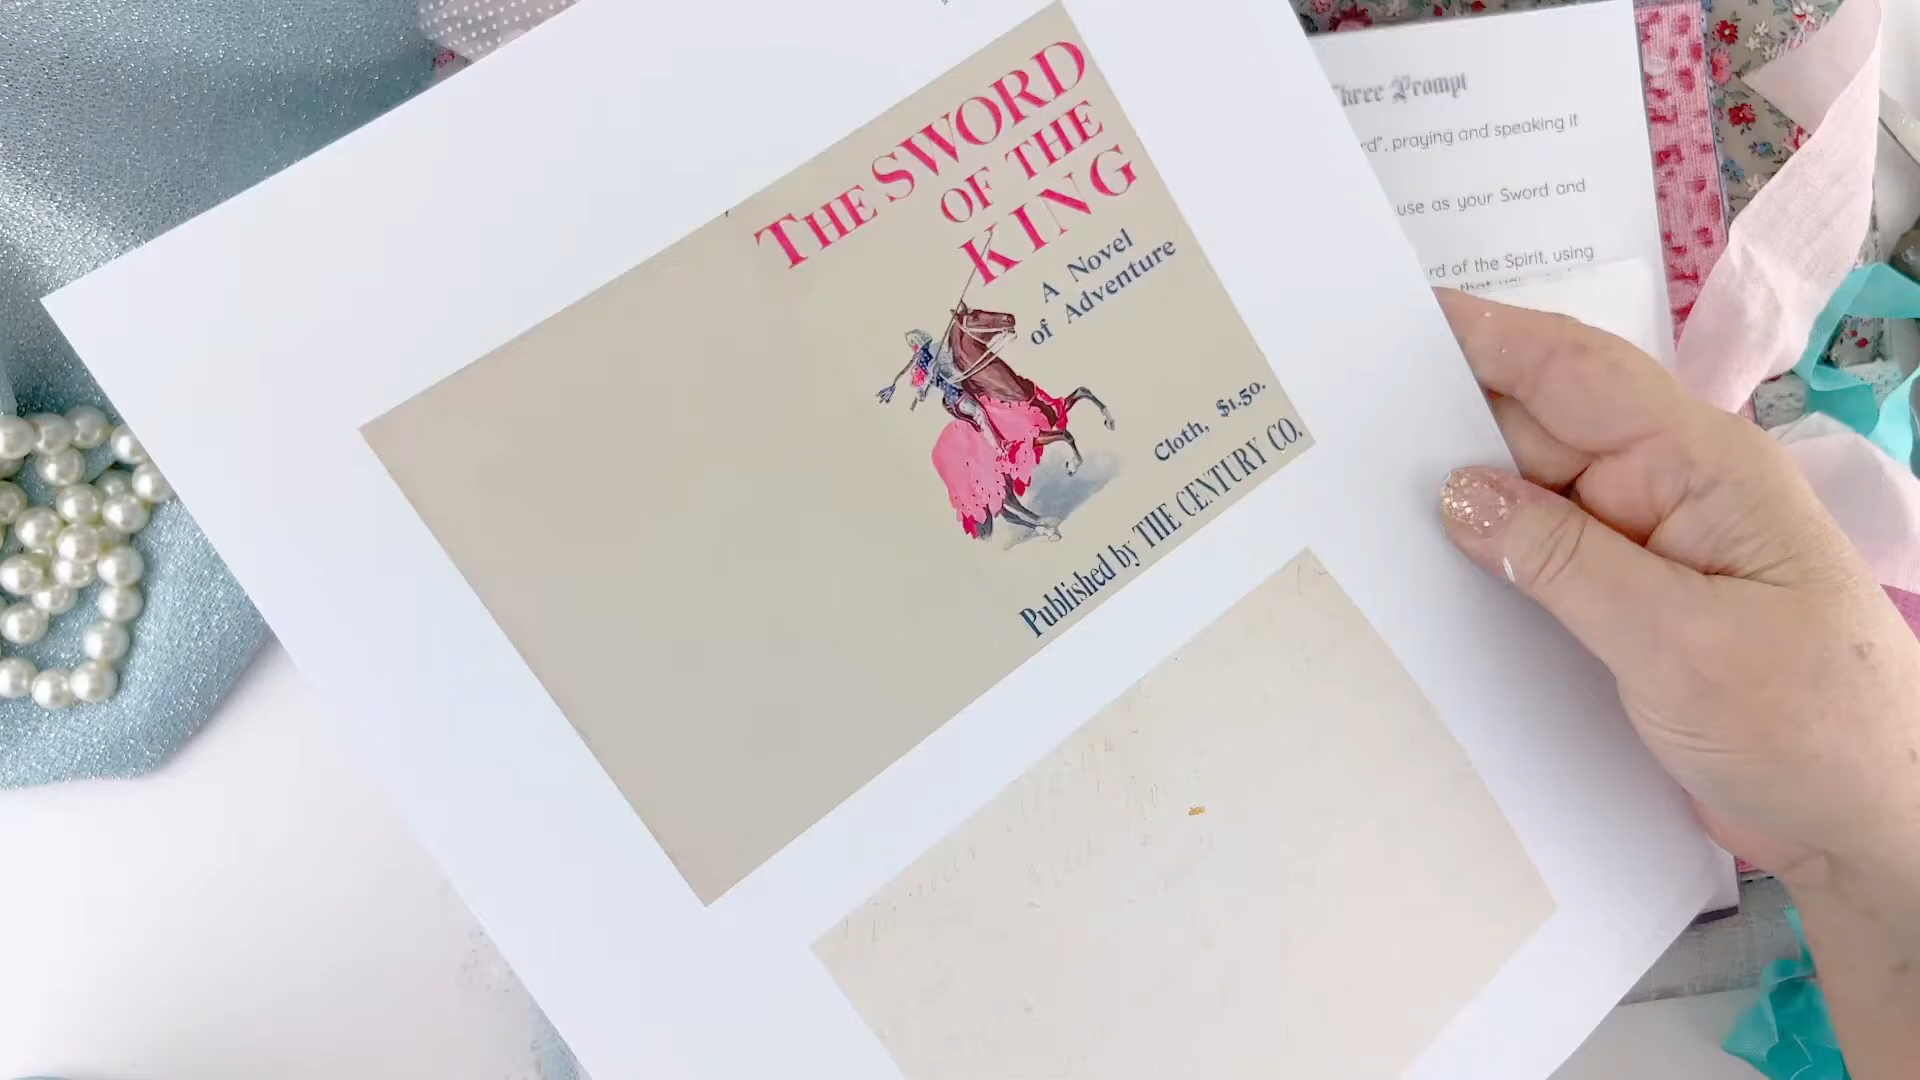 THE SWORD
OF THE
KING
A Novel
of Adventure
Cloth, $1.50.
Published by THE CENTURY CO.
Three Prompt
praying and speaking it
use as your Sword and
of the Spirit, using
that